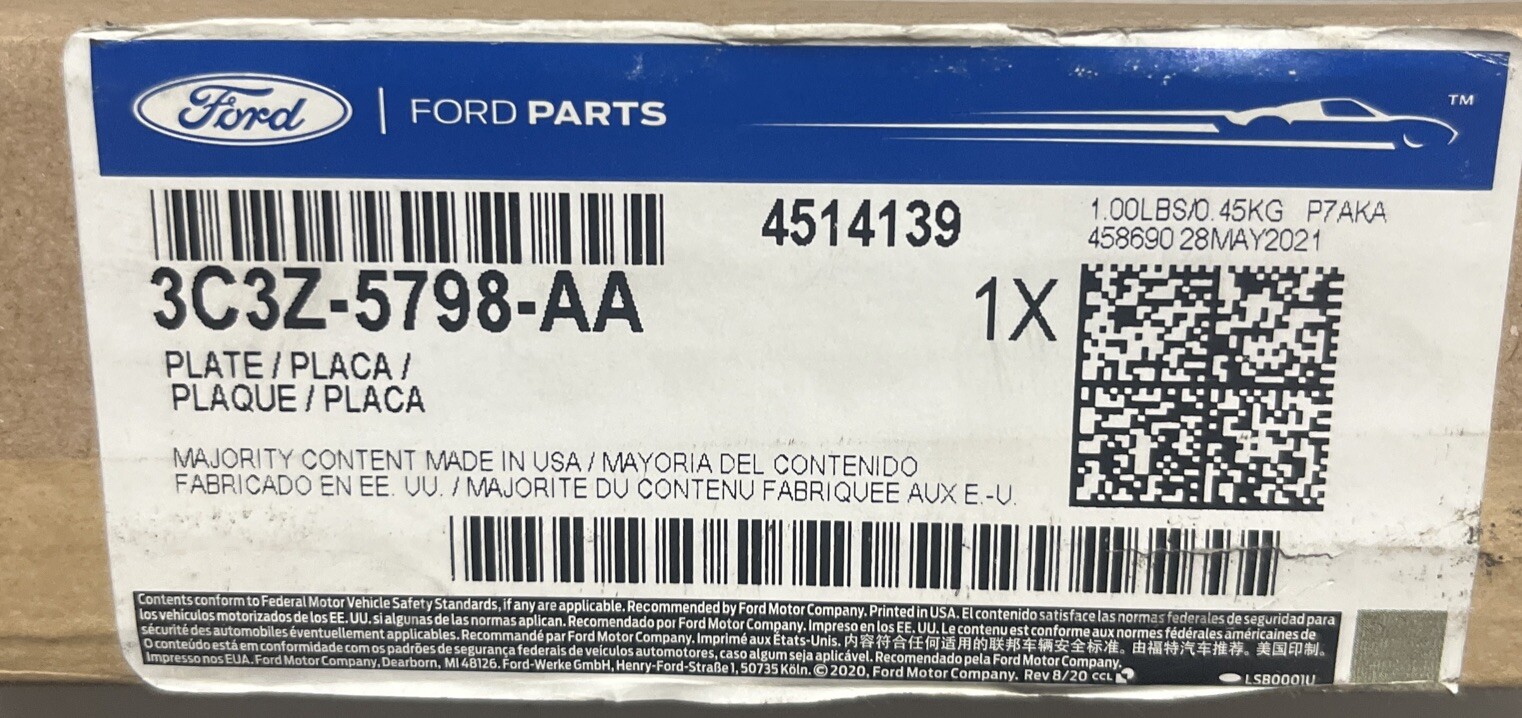 Ford | FORD PARTS
TM
4514139
1.00LBS/0.45KG P7AKA
458690 28MAY2021
3C3Z-5798-AA
1X
PLATE / PLACA /
PLAQUE / PLACA
MAJORITY CONTENT MADE IN USA / MAYORIA DEL CONTENIDO
FABRICADO EN EE. UU. / MAJORITE DU CONTENU FABRIQUEE AUX E.-U.
Contents conform to Federal Motor Vehicle Safety Standards, if any are applicable. Recommended by Ford Motor Company. Printed in USA. El contenido satisface las normas federales de seguridad para
los vehículos motorizados de los EE. UU. si algunas de las normas aplican. Recomendado por Ford Motor Company. Impreso en los EE. UU. Le contenu est conforme aux normes fédérales américaines de
sécurité des automobiles éventuellement applicables. Recommandé par Ford Motor Company. Imprimé aux États-Unis. 内容符合任何适用的联邦车辆安全标准。由福特汽车推荐。美国印制。
O conteúdo está em conformidade com os padrões de segurança federais de veículos automotores, caso algum seja aplicável. Recomendado pela Ford Motor Company.
Impresso nos EUA. Ford Motor Company, Dearborn, MI 48126. Ford-Werke GmbH, Henry-Ford-Straße 1, 50735 Köln. © 2020, Ford Motor Company. Rev 8/20 CCL
LSB0001U